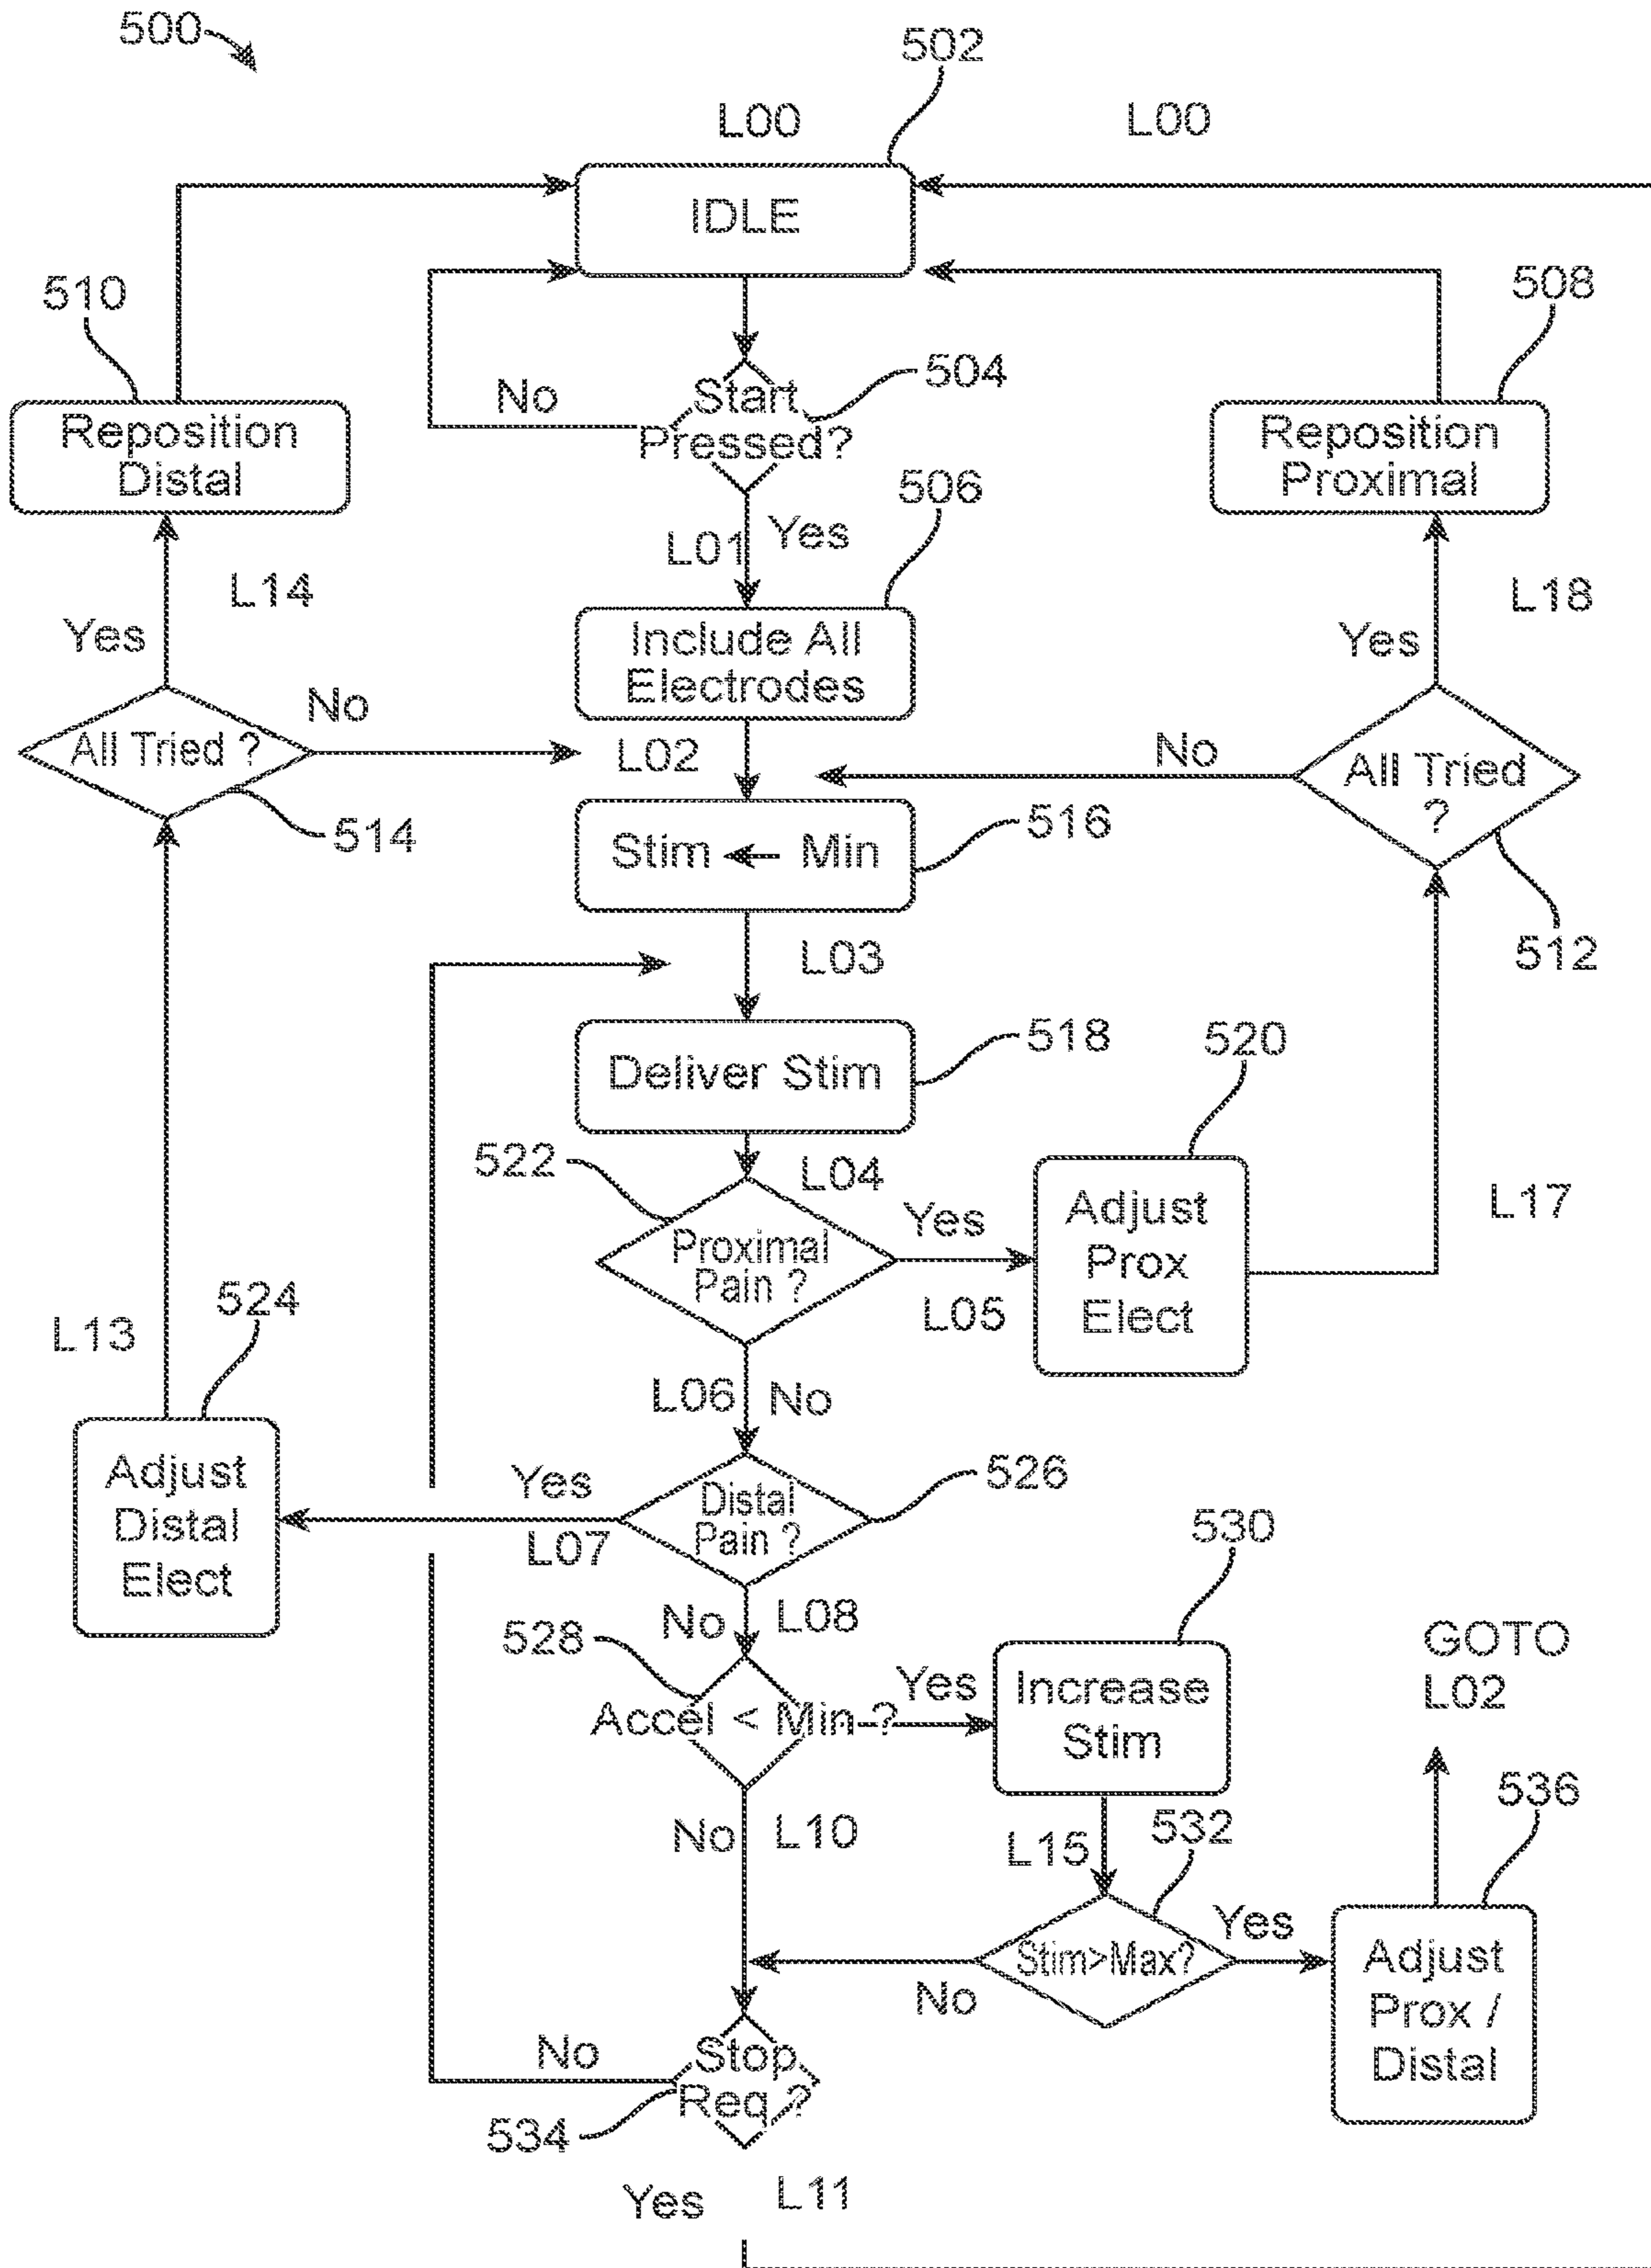 500
502
L00
L00
IDLE
510
508
Start
Pressed?
504
No
Reposition
Distal
Reposition
Proximal
506
L01
Yes
L14
L18
Yes
Yes
Include All
Electrodes
All Tried ?
No
L02
No
All Tried
?
514
Stim ← Min
516
512
L03
Deliver Stim
518
520
522
L04
Proximal
Pain ?
Yes
L05
Adjust
Prox
Elect
L17
524
L13
L06
No
Adjust
Distal
Elect
Yes
L07
Distal
Pain ?
526
530
No
L08
528
Accel < Min ?
Yes
Increase
Stim
GOTO
L02
No
L10
L15
532
536
Stim>Max?
Yes
No
Adjust
Prox /
Distal
No
Stop
Req ?
534
Yes
L11